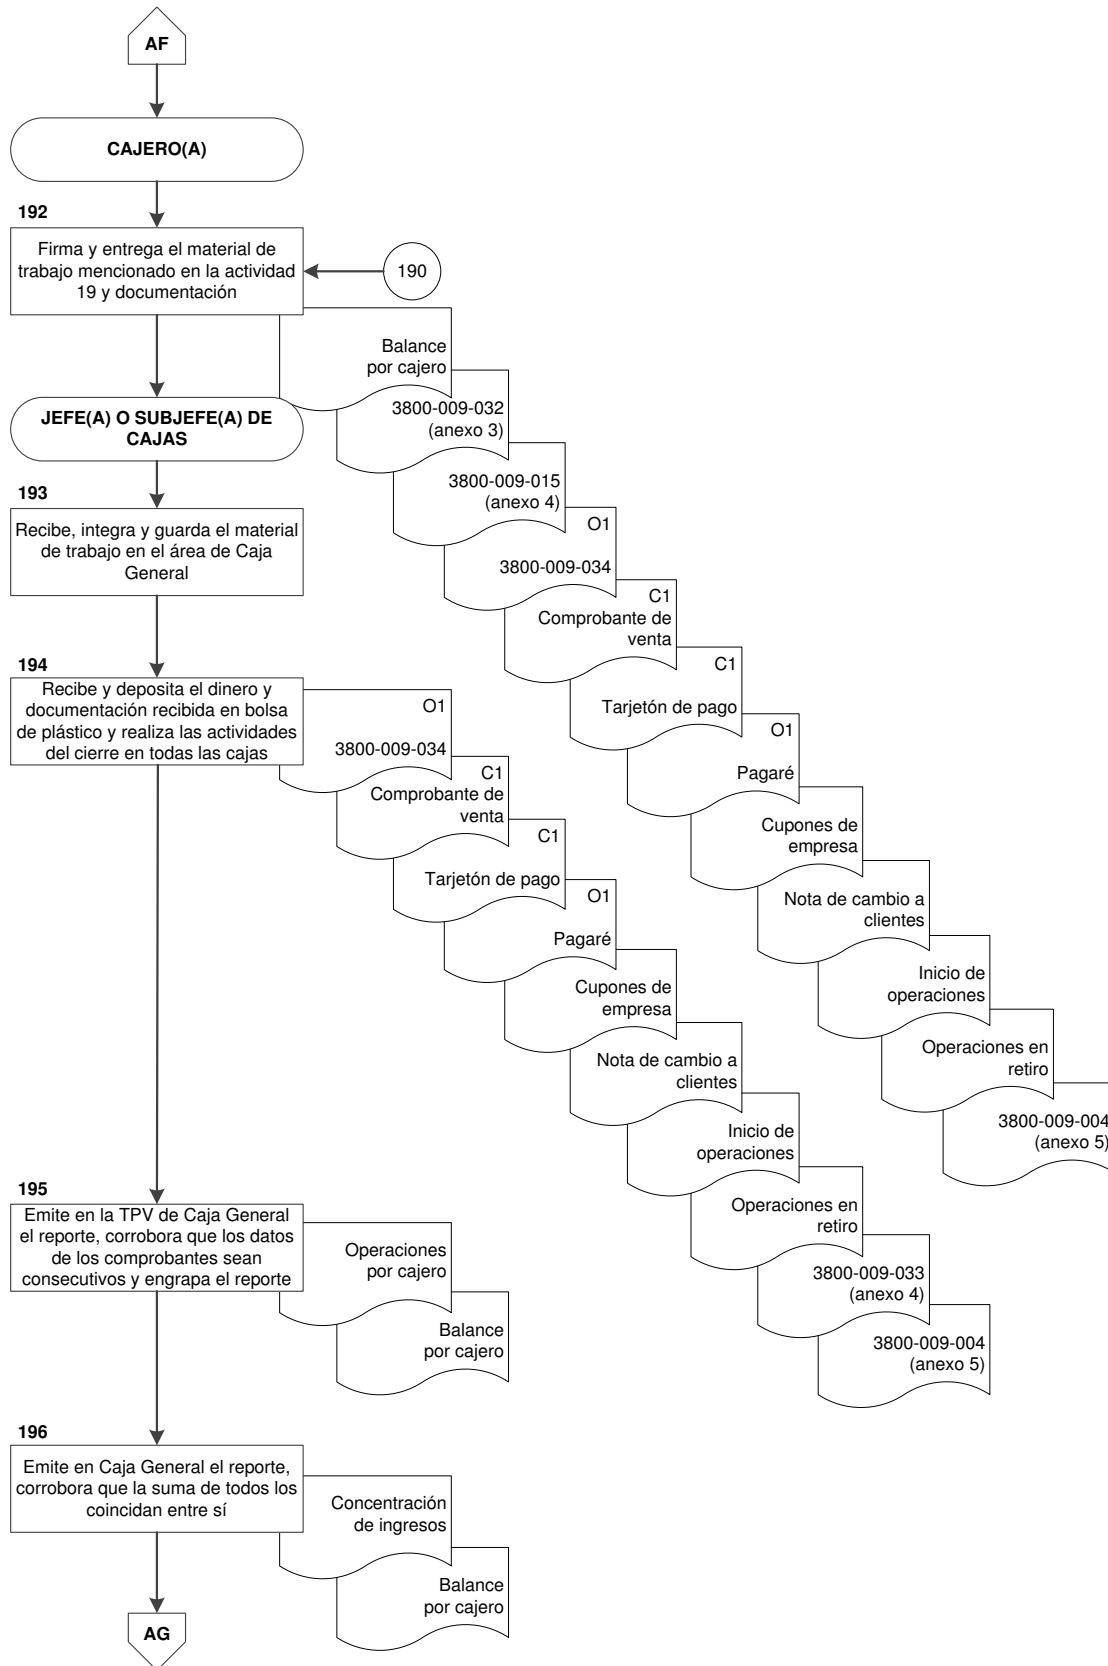 AF
CAJERO(A)
192
Firma y entrega el material de
trabajo mencionado en la actividad
19 y documentación
190
Balance
por cajero
3800-009-032
(anexo 3)
3800-009-015
(anexo 4)
O1
3800-009-034
C1
Comprobante de
venta
C1
Tarjetón de pago
O1
Pagaré
Cupones de
empresa
Nota de cambio a
clientes
Inicio de
operaciones
Operaciones en
retiro
3800-009-004
(anexo 5)
JEFE(A) O SUBJEFE(A) DE
CAJAS
193
Recibe, integra y guarda el material
de trabajo en el área de Caja
General
194
Recibe y deposita el dinero y
documentación recibida en bolsa
de plástico y realiza las actividades
del cierre en todas las cajas
O1
3800-009-034
C1
Comprobante de
venta
C1
Tarjetón de pago
O1
Pagaré
Cupones de
empresa
Nota de cambio a
clientes
Inicio de
operaciones
Operaciones en
retiro
3800-009-033
(anexo 4)
3800-009-004
(anexo 5)
195
Emite en la TPV de Caja General
el reporte, corrobora que los datos
de los comprobantes sean
consecutivos y engrapa el reporte
Operaciones
por cajero
Balance
por cajero
196
Emite en Caja General el reporte,
corrobora que la suma de todos los
coincidan entre sí
Concentración
de ingresos
Balance
por cajero
AG